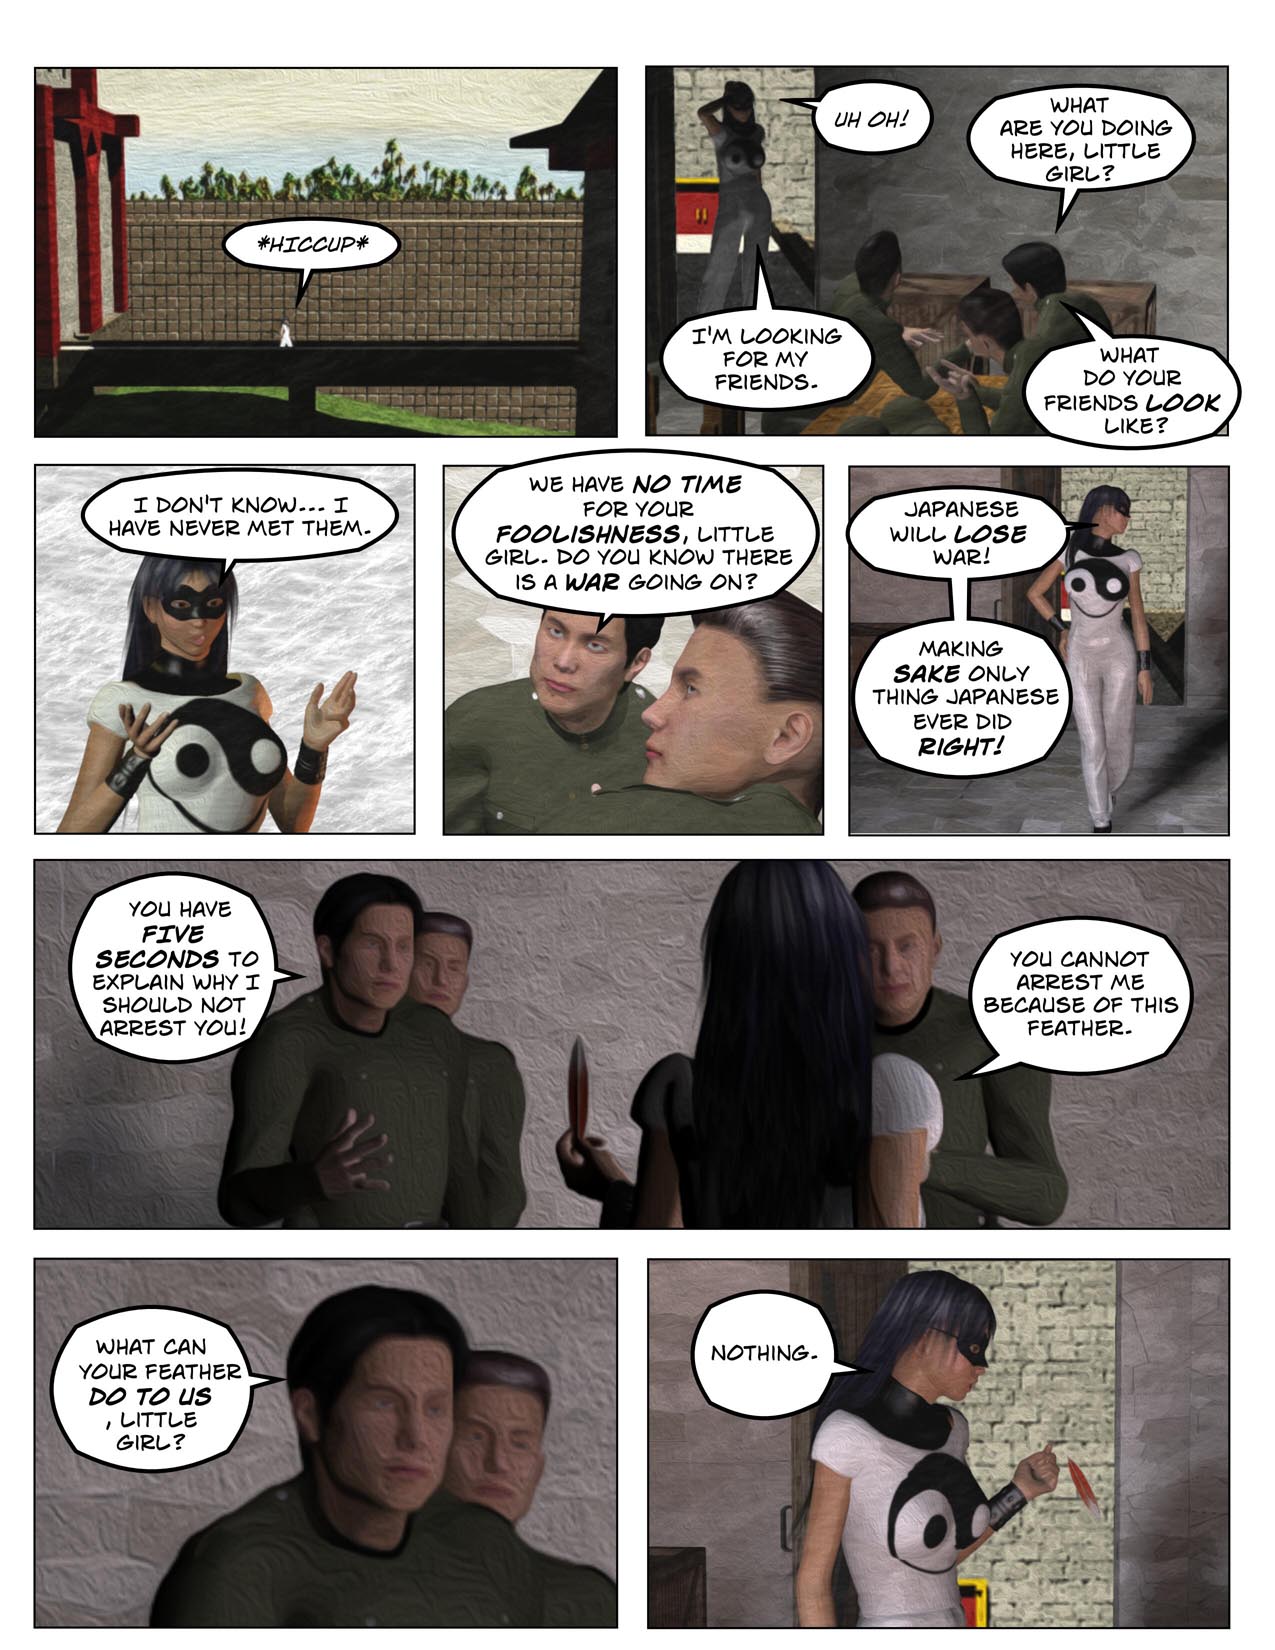 *HICCUP*
UH OH!
WHAT
ARE YOU DOING
HERE, LITTLE
GIRL?
I'M LOOKING
FOR MY
FRIENDS.
WHAT
DO YOUR
FRIENDS LOOK
LIKE?
I DON'T KNOW... I
HAVE NEVER MET THEM.
WE HAVE NO TIME
FOR YOUR
FOOLISHNESS, LITTLE
GIRL. DO YOU KNOW THERE
IS A WAR GOING ON?
JAPANESE
WILL LOSE
WAR!
MAKING
SAKE ONLY
THING JAPANESE
EVER DID
RIGHT!
YOU HAVE
FIVE
SECONDS TO
EXPLAIN WHY I
SHOULD NOT
ARREST YOU!
YOU CANNOT
ARREST ME
BECAUSE OF THIS
FEATHER.
WHAT CAN
YOUR FEATHER
DO TO US
, LITTLE
GIRL?
NOTHING.